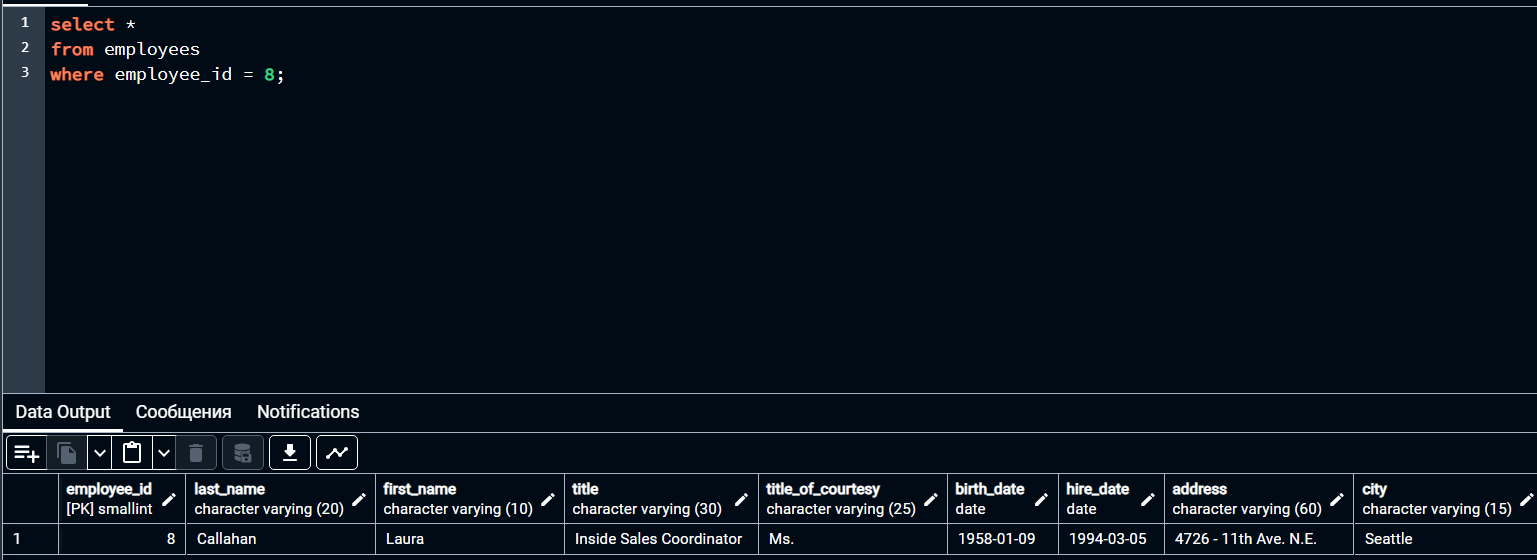 1 select *
2 from employees
3 where employee_id = 8;
Data Output Сообщения Notifications
employee_id last_name first_name title title_of_courtesy birth_date hire_date address city
[PK] smallint character varying (20) character varying (10) character varying (30) character varying (25) date date character varying (60) character varying (15)
1 8 Callahan Laura Inside Sales Coordinator Ms. 1958-01-09 1994-03-05 4726 - 11th Ave. N.E. Seattle